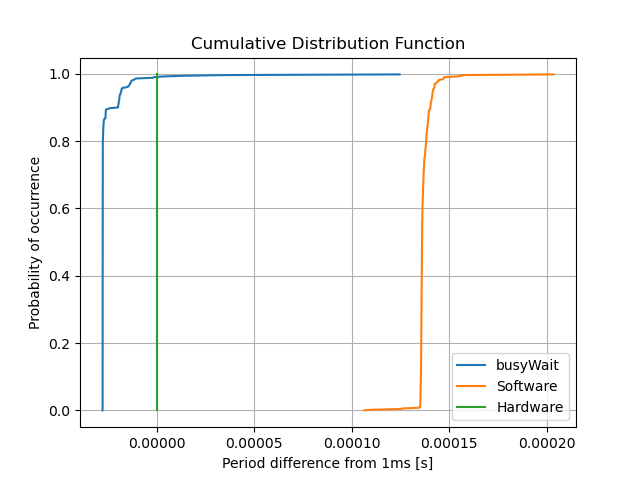 Cumulative Distribution Function
Probability of occurrence
1.0
0.8
0.6
0.4
0.2
0.0
busyWait
Software
Hardware
0.00000
0.00005
0.00010
0.00015
0.00020
Period difference from 1ms [s]